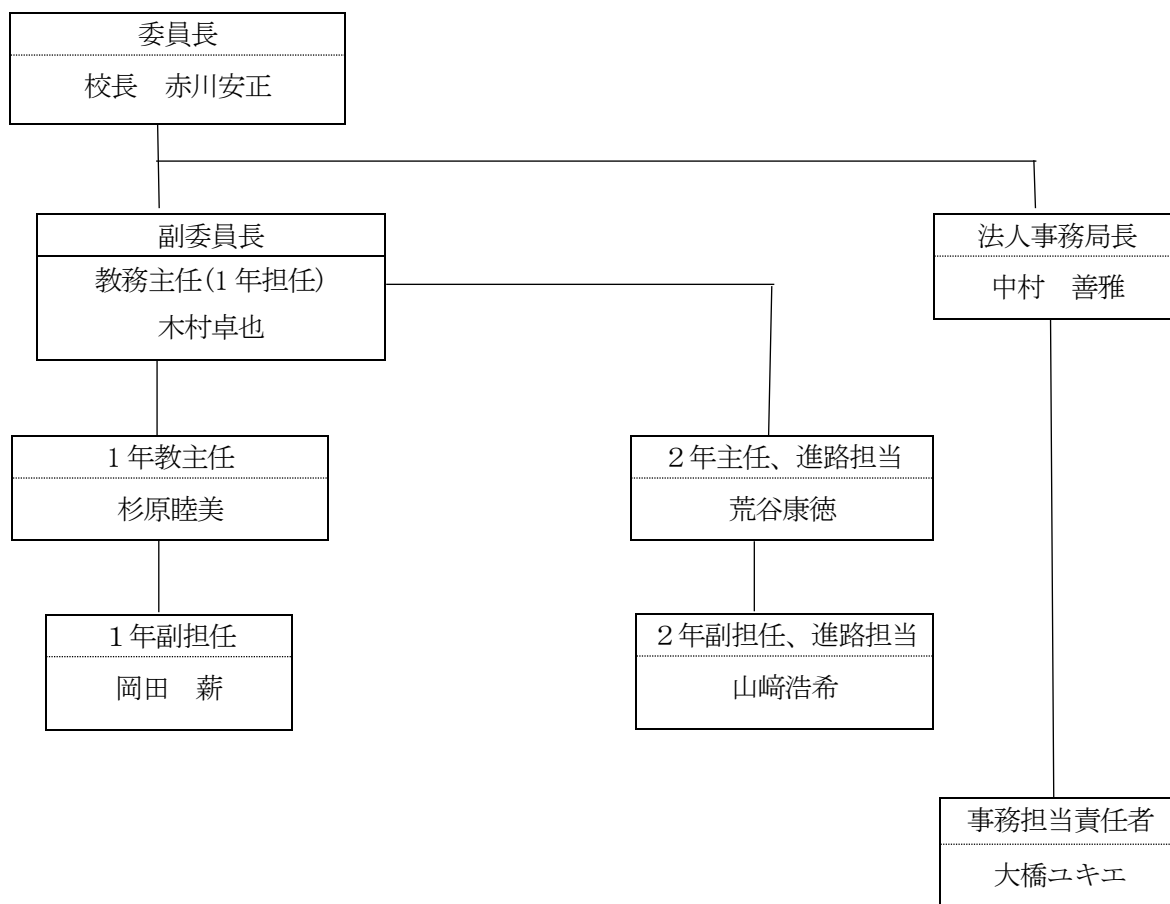 委員長
校長　赤川安正
副委員長
教務主任(1年担任)
木村卓也
法人事務局長
中村　善雅
1年教主任
杉原睦美
2年主任、進路担当
荒谷康徳
1年副担任
岡田　薪
2年副担任、進路担当
山﨑浩希
事務担当責任者
大橋ユキエ